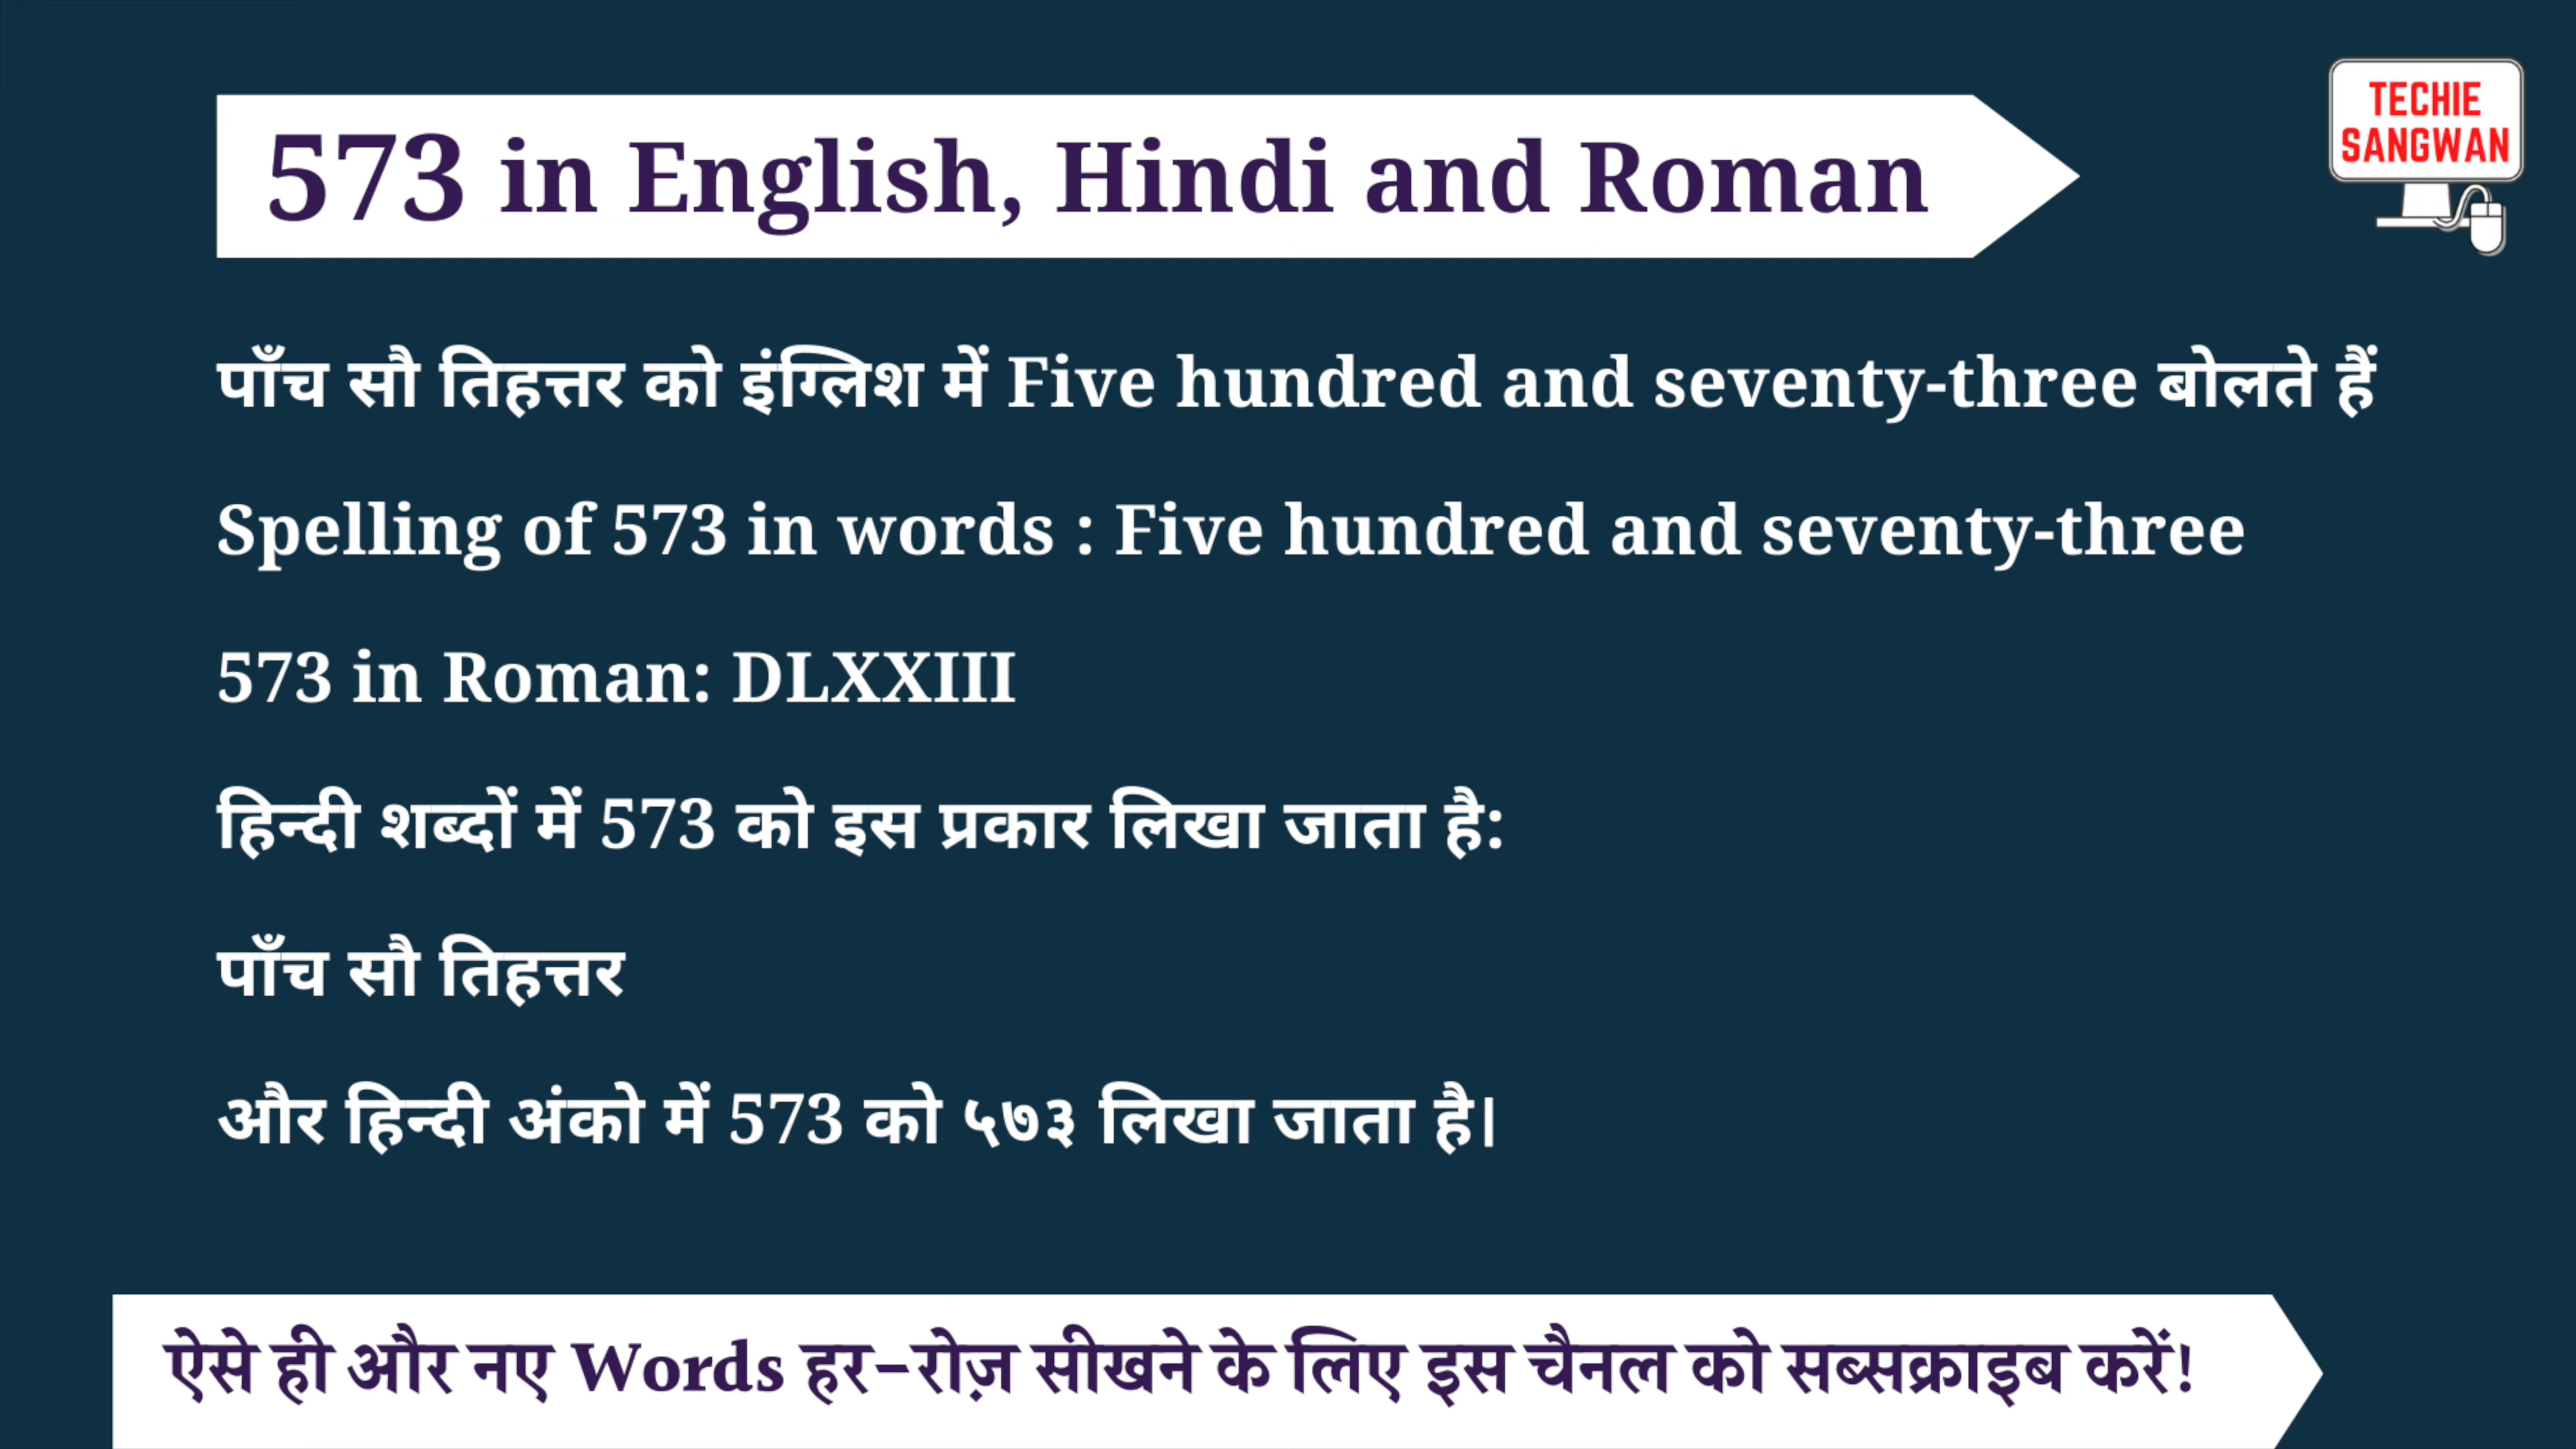 573 in English, Hindi and Roman
TECHIE
SANGWAN
पाँच सौ तिहत्तर को इंग्लिश में Five hundred and seventy-three बोलते हैं
Spelling of 573 in words : Five hundred and seventy-three
573 in Roman: DLXXIII
हिन्दी शब्दों में 573 को इस प्रकार लिखा जाता है:
पाँच सौ तिहत्तर
और हिन्दी अंको में 573 को ५७३ लिखा जाता है।
ऐसे ही और नए Words हर-रोज़ सीखने के लिए इस चैनल को सब्सक्राइब करें!